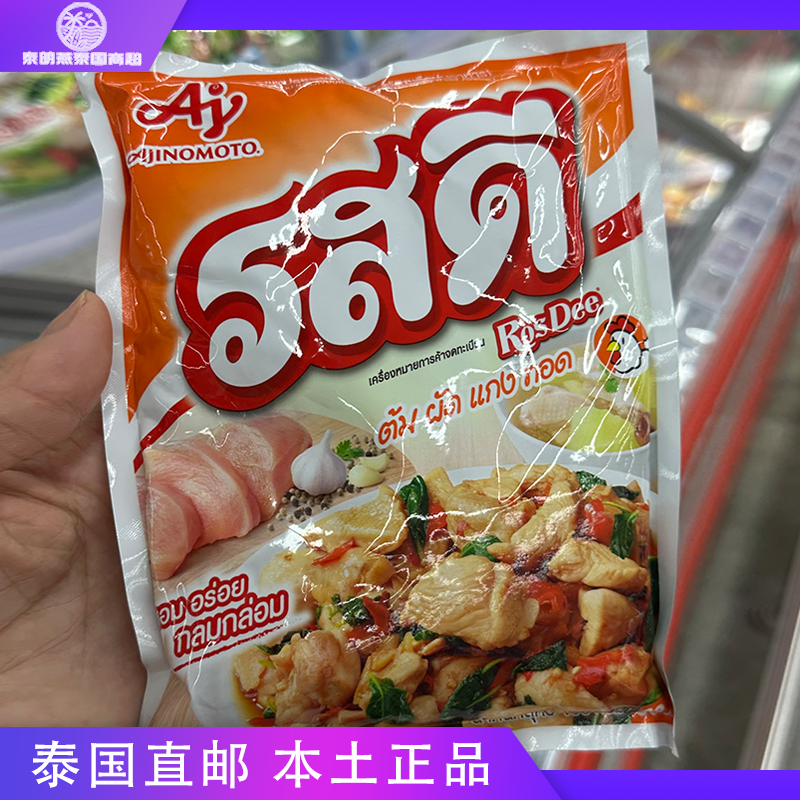 泰的燕泰国商超
Aj
AJINOMOTO.
รสดี
RosDee
เครื่องหมายการค้าจดทะเบียน
ต้ม ผัด แกง ทอด
อร่อย
กลมกล่อม
泰国直邮 本土正品